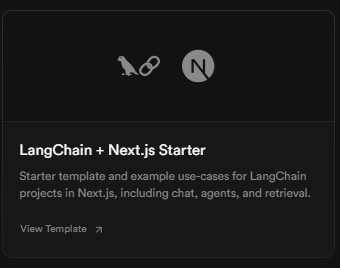 LangChain + Next.js Starter
Starter template and example use-cases for LangChain
projects in Next.js, including chat, agents, and retrieval.
View Template